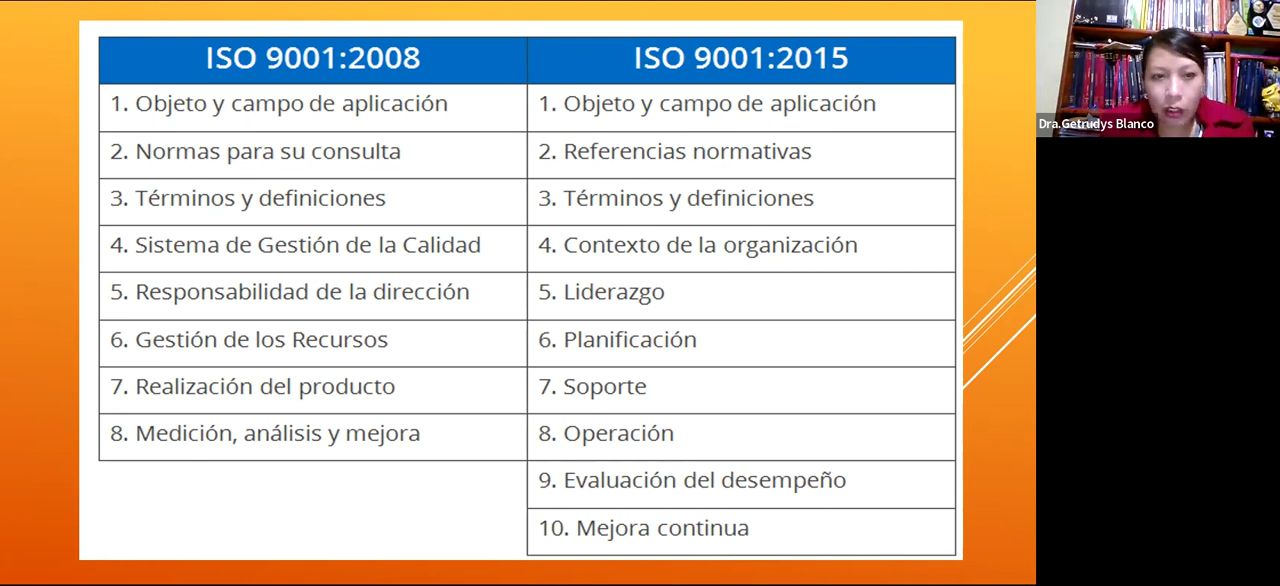 ISO 9001:2008
ISO 9001:2015
1. Objeto y campo de aplicación
1. Objeto y campo de aplicación
2. Normas para su consulta
2. Referencias normativas
3. Términos y definiciones
3. Términos y definiciones
4. Sistema de Gestión de la Calidad
4. Contexto de la organización
5. Responsabilidad de la dirección
5. Liderazgo
6. Gestión de los Recursos
6. Planificación
7. Realización del producto
7. Soporte
8. Medición, análisis y mejora
8. Operación
9. Evaluación del desempeño
10. Mejora continua
Dra.Getrudys Blanco